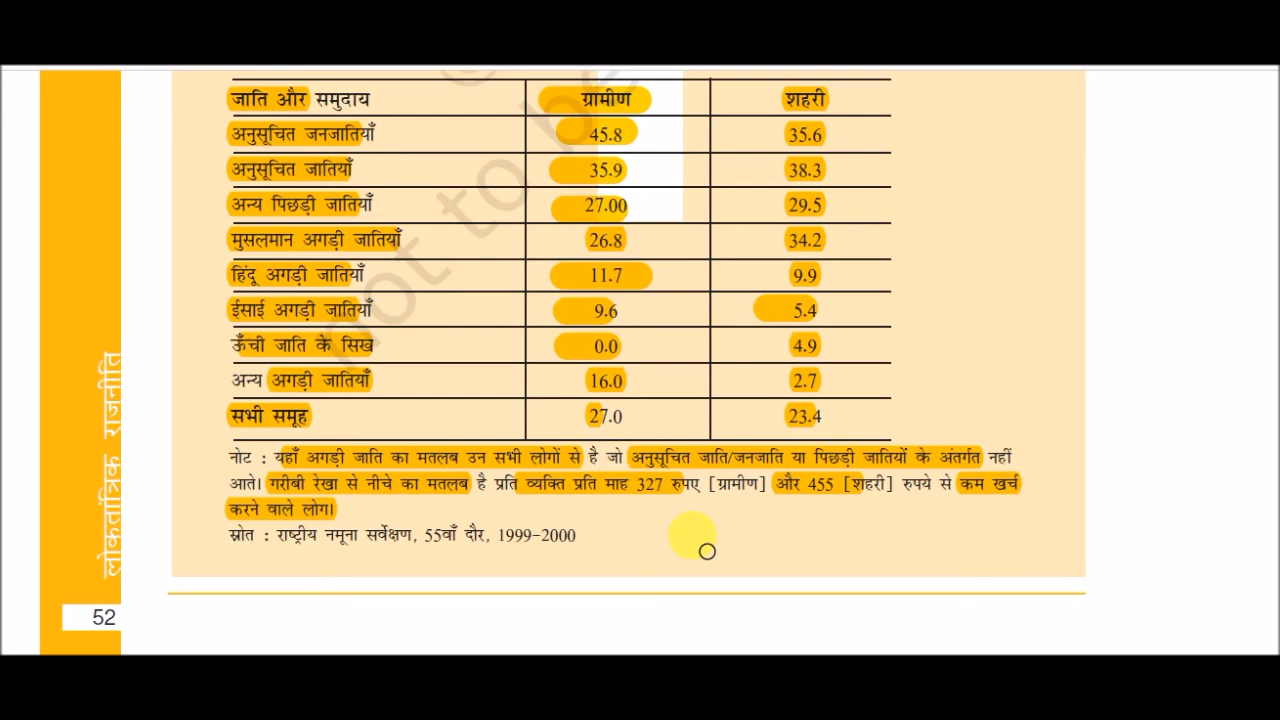 जाति और समुदाय ग्रामीण शहरी
अनुसूचित जनजातियाँ 45.8 35.6
अनुसूचित जातियाँ 35.9 38.3
अन्य पिछड़ी जातियाँ 27.00 29.5
मुसलमान अगड़ी जातियाँ 26.8 34.2
हिंदू अगड़ी जातियाँ 11.7 9.9
ईसाई अगड़ी जातियाँ 9.6 5.4
ऊँची जाति के सिख 0.0 4.9
अन्य अगड़ी जातियाँ 16.0 2.7
सभी समूह 27.0 23.4
नोट : यहाँ अगड़ी जाति का मतलब उन सभी लोगों से है जो अनुसूचित जाति/जनजाति या पिछड़ी जातियों के अंतर्गत नहीं
आते। गरीबी रेखा से नीचे का मतलब है प्रति व्यक्ति प्रति माह 327 रुपए [ग्रामीण] और 455 [शहरी] रुपये से कम खर्च
करने वाले लोग।
स्रोत : राष्ट्रीय नमूना सर्वेक्षण, 55वाँ दौर, 1999-2000
लोकतांत्रिक राजनीति
52
not to be